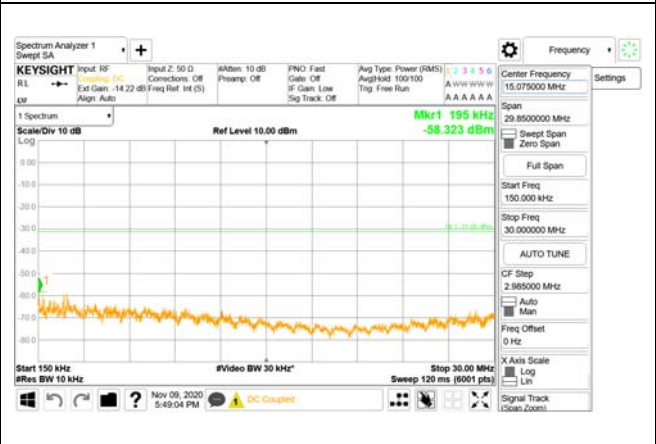 Spectrum Analyzer 1
Swept SA
Frequency
Settings
KEYSIGHT
RL
Input: RF
Coupling: DC
Ext Gain: -14.22 dB
Align: Auto
Input Z: 50 Ω
Corrections: Off
Freq Ref: Int (S)
#Atten: 10 dB
Preamp: Off
PNO: Fast
Gate: Off
IF Gain: Low
Sig Track: Off
Avg Type: Power (RMS)
Avg|Hold: 100/100
Trig: Free Run
1 2 3 4 5 6
A W W W W W
A A A A A A
1 Spectrum
Scale/Div 10 dB
Log
Ref Level 10.00 dBm
Mkr1 195 kHz
-58.323 dBm
0.00
-10.0
-20.0
-30.0
-40.0
-50.0
-60.0
-70.0
-80.0
1
Start 150 kHz
#Res BW 10 kHz
#Video BW 30 kHz*
Stop 30.00 MHz
Sweep 120 ms (6001 pts)
Center Frequency
15.075000 MHz
Span
29.8500000 MHz
Swept Span
Zero Span
Full Span
Start Freq
150.000 kHz
Stop Freq
30.000000 MHz
AUTO TUNE
CF Step
2.985000 MHz
Auto
Man
Freq Offset
0 Hz
X Axis Scale
Log
Lin
Signal Track
(Span Zoom)
?
Nov 09, 2020
5:49:04 PM
1
DC Coupled